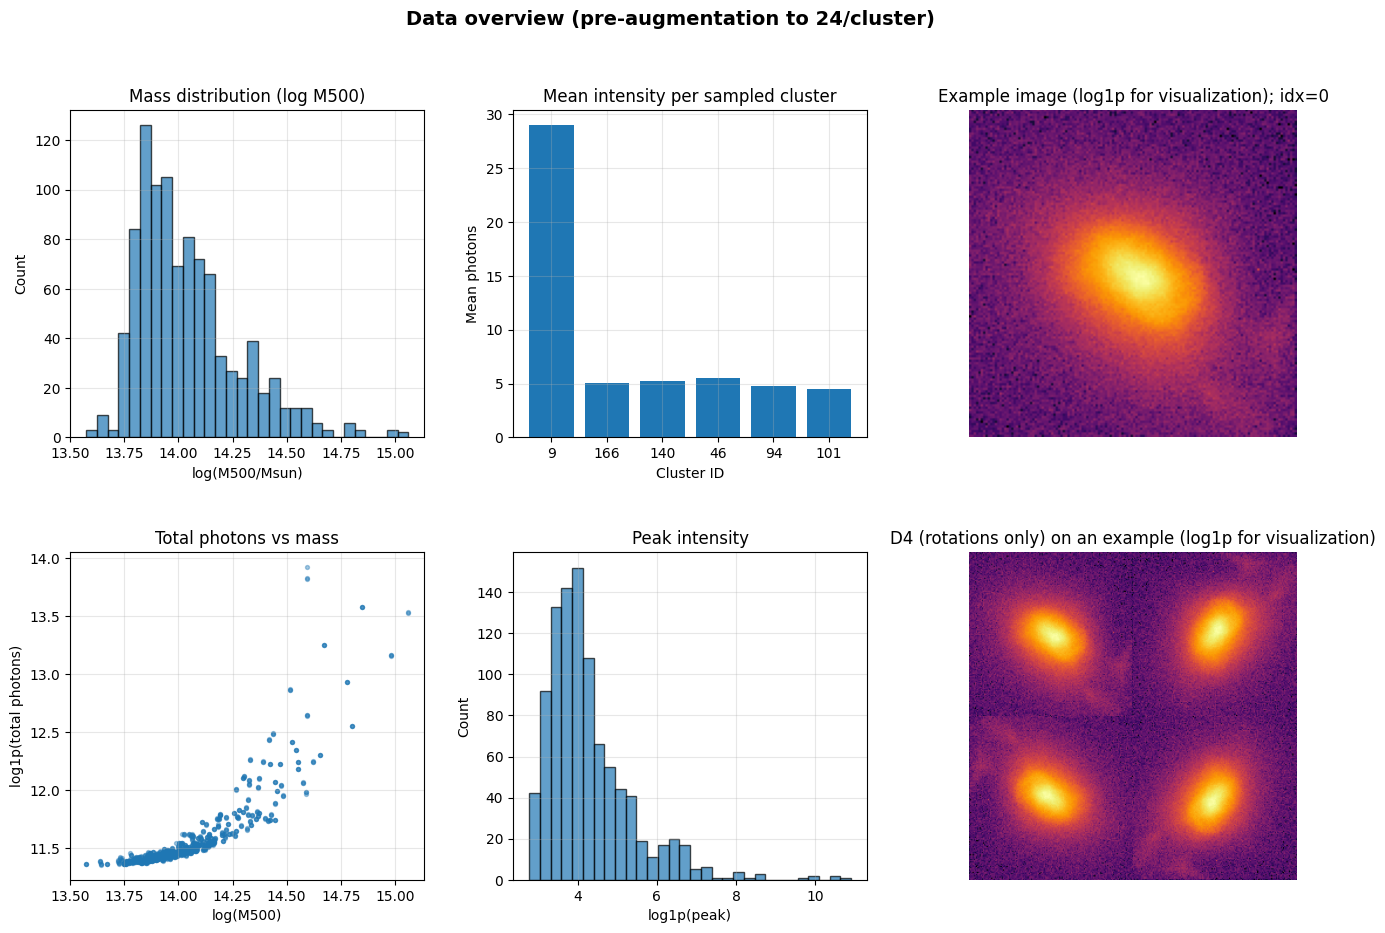 Data overview (pre-augmentation to 24/cluster)
Mass distribution (log M500)
Count
120
100
80
60
40
20
0
13.50 13.75 14.00 14.25 14.50 14.75 15.00
log(M500/Msun)
Mean intensity per sampled cluster
Mean photons
30
25
20
15
10
5
0
9 166 140 46 94 101
Cluster ID
Example image (log1p for visualization); idx=0
Total photons vs mass
log1p(total photons)
14.0
13.5
13.0
12.5
12.0
11.5
13.50 13.75 14.00 14.25 14.50 14.75 15.00
log(M500)
Peak intensity
Count
140
120
100
80
60
40
20
0
4 6 8 10
log1p(peak)
D4 (rotations only) on an example (log1p for visualization)